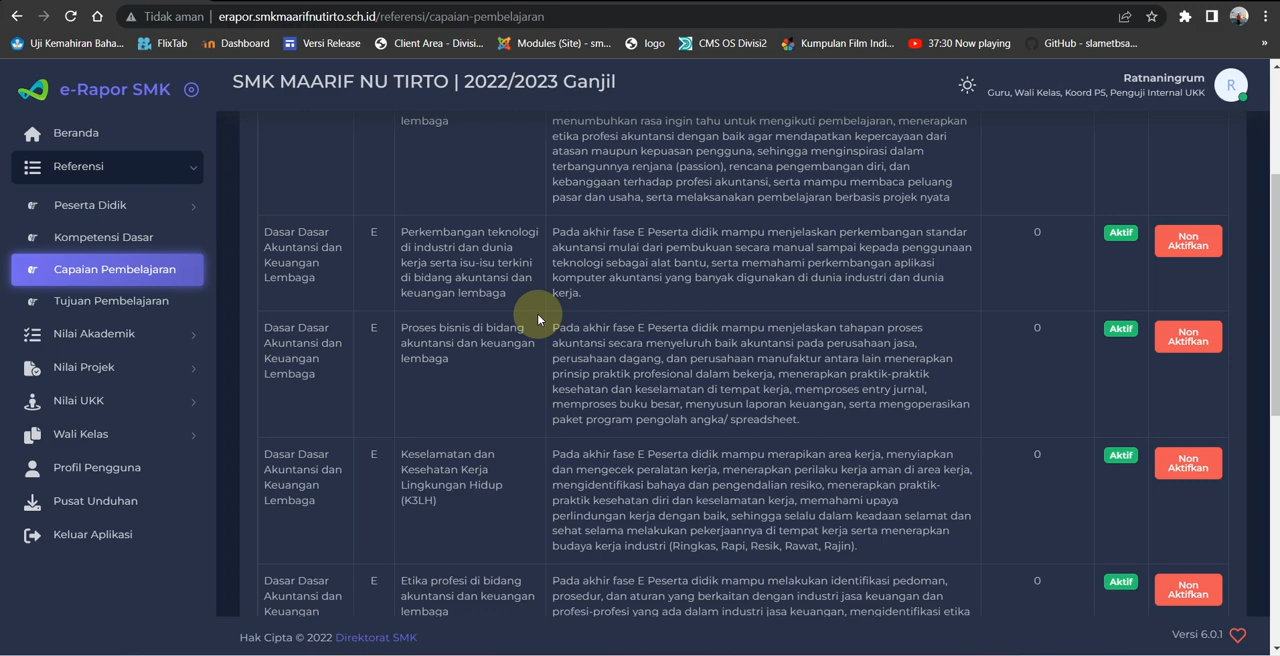 Tidak aman | erapor.smkmaarifnutirto.sch.id/referensi/capaian-pembelajaran
Uji Kemahiran Baha... FlixTab Dashboard Versi Release Client Area - Divisi... Modules (Site) - sm... logo CMS OS Divisi2 Kumpulan Film Indi... 37:30 Now playing GitHub - slametbsa... »
e-Rapor SMK
SMK MAARIF NU TIRTO | 2022/2023 Ganjil
Ratnaningrum
Guru, Wali Kelas, Koord P5, Penguji Internal UKK
R
Beranda
Referensi
Peserta Didik
Kompetensi Dasar
Capaian Pembelajaran
Tujuan Pembelajaran
Nilai Akademik
Nilai Projek
Nilai UKK
Wali Kelas
Profil Pengguna
Pusat Unduhan
Keluar Aplikasi
lembaga
menumbuhkan rasa ingin tahu untuk mengikuti pembelajaran, menerapkan
etika profesi akuntansi dengan baik agar mendapatkan kepercayaan dari
atasan maupun kepuasan pengguna, sehingga menginspirasi dalam
terbangunnya renjana (passion), rencana pengembangan diri, dan
kebanggaan terhadap profesi akuntansi, serta mampu membaca peluang
pasar dan usaha, serta melaksanakan pembelajaran berbasis projek nyata
Dasar Dasar
Akuntansi dan
Keuangan
Lembaga
E
Perkembangan teknologi
di industri dan dunia
kerja serta isu-isu terkini
di bidang akuntansi dan
keuangan lembaga
Pada akhir fase E Peserta didik mampu menjelaskan perkembangan standar
akuntansi mulai dari pembukuan secara manual sampai kepada penggunaan
teknologi sebagai alat bantu, serta memahami perkembangan aplikasi
komputer akuntansi yang banyak digunakan di dunia industri dan dunia
kerja.
0
Aktif
Non
Aktifkan
Dasar Dasar
Akuntansi dan
Keuangan
Lembaga
E
Proses bisnis di bidang
akuntansi dan keuangan
lembaga
Pada akhir fase E Peserta didik mampu menjelaskan tahapan proses
akuntansi secara menyeluruh baik akuntansi pada perusahaan jasa,
perusahaan dagang, dan perusahaan manufaktur antara lain menerapkan
prinsip praktik profesional dalam bekerja, menerapkan praktik-praktik
kesehatan dan keselamatan di tempat kerja, memproses entry jurnal,
memproses buku besar, menyusun laporan keuangan, serta mengoperasikan
paket program pengolah angka/ spreadsheet.
0
Aktif
Non
Aktifkan
Dasar Dasar
Akuntansi dan
Keuangan
Lembaga
E
Keselamatan dan
Kesehatan Kerja
Lingkungan Hidup
(K3LH)
Pada akhir fase E Peserta didik mampu merapikan area kerja, menyiapkan
dan mengecek peralatan kerja, menerapkan perilaku kerja aman di area kerja,
mengidentifikasi bahaya dan pengendalian resiko, menerapkan praktik-
praktik kesehatan diri dan keselamatan kerja, memahami upaya
perlindungan kerja dengan baik, sehingga selalu dalam keadaan selamat dan
sehat selama melakukan pekerjaannya di tempat kerja serta menerapkan
budaya kerja industri (Ringkas, Rapi, Resik, Rawat, Rajin).
0
Aktif
Non
Aktifkan
Dasar Dasar
Akuntansi dan
Keuangan
E
Etika profesi di bidang
akuntansi dan keuangan
lembaga
Pada akhir fase E Peserta didik mampu melakukan identifikasi pedoman,
prosedur, dan aturan yang berkaitan dengan industri jasa keuangan dan
profesi-profesi yang ada dalam industri jasa keuangan, mengidentifikasi etika
0
Aktif
Non
Aktifkan
Hak Cipta © 2022 Direktorat SMK
Versi 6.0.1